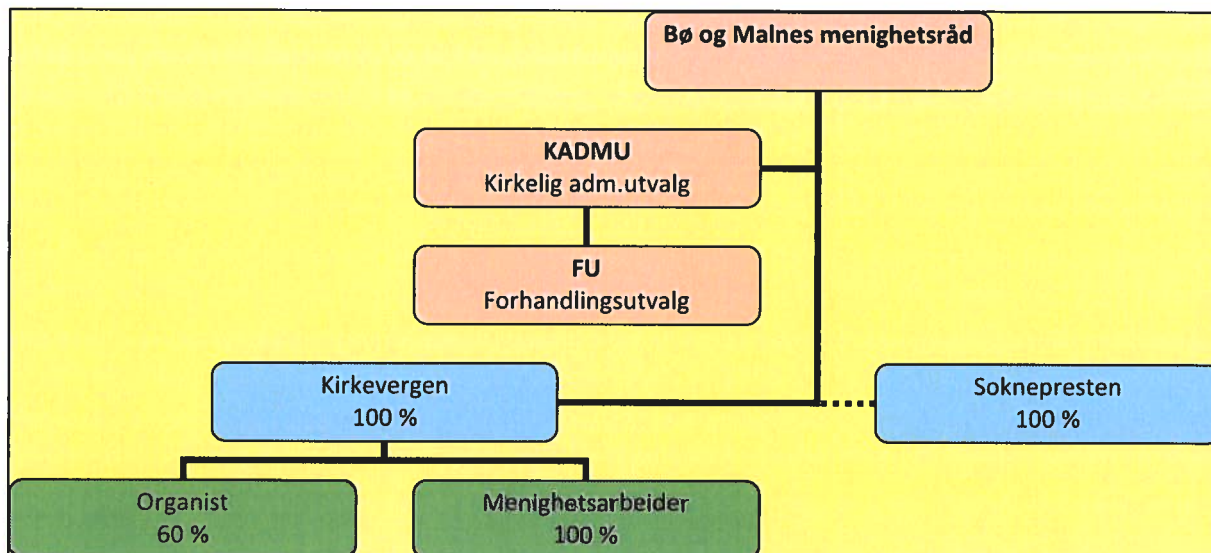 Bø og Malnes menighetsråd
KADMU
Kirkelig adm.utvalg
FU
Forhandlingsutvalg
Kirkevergen
100 %
Soknepresten
100 %
Organist
60 %
Menighetsarbeider
100 %